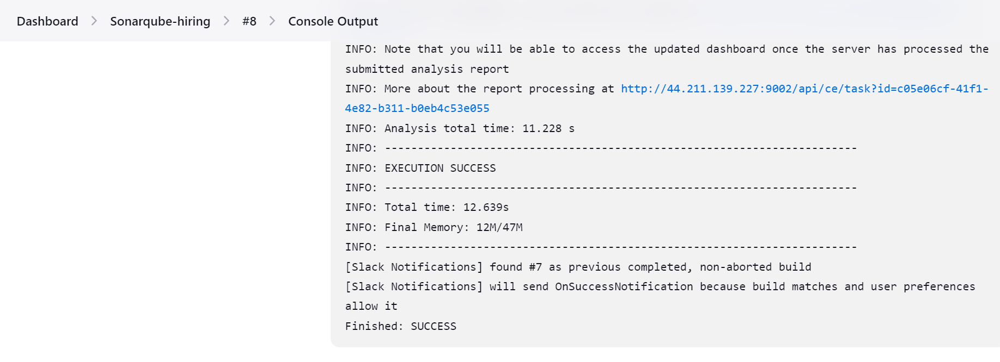 Dashboard > Sonarqube-hiring > #8 > Console Output
INFO: Note that you will be able to access the updated dashboard once the server has processed the
submitted analysis report
INFO: More about the report processing at http://44.211.139.227:9002/api/ce/task?id=c05e06cf-41f1-
4e82-b311-b0eb4c53e055
INFO: Analysis total time: 11.228 s
INFO: ------------------------------------------------------------------------
INFO: EXECUTION SUCCESS
INFO: ------------------------------------------------------------------------
INFO: Total time: 12.639s
INFO: Final Memory: 12M/47M
INFO: ------------------------------------------------------------------------
[Slack Notifications] found #7 as previous completed, non-aborted build
[Slack Notifications] will send OnSuccessNotification because build matches and user preferences
allow it
Finished: SUCCESS